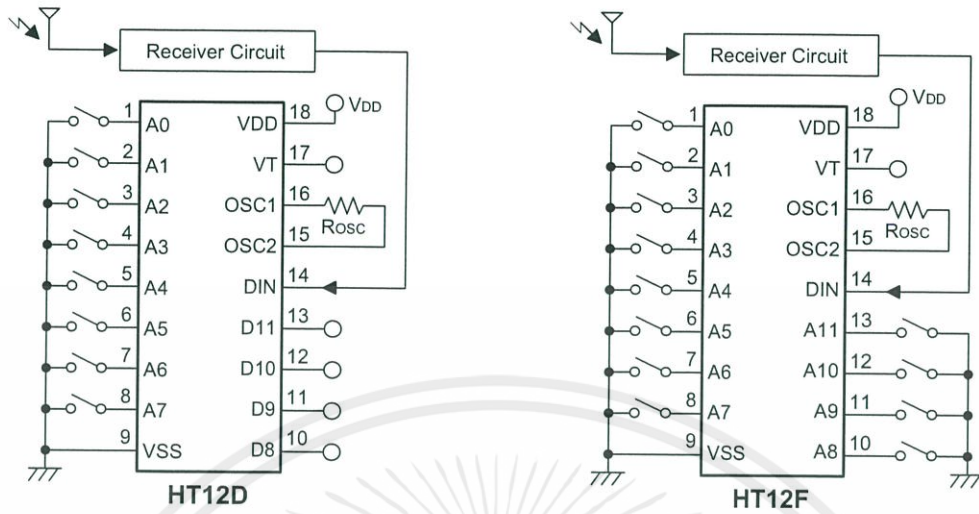 Receiver Circuit
VDD
1 A0 VDD 18
2 A1 VT 17
3 A2 OSC1 16
ROSC
4 A3 OSC2 15
5 A4 DIN 14
6 A5 D11 13
7 A6 D10 12
8 A7 D9 11
9 VSS D8 10
HT12D
Receiver Circuit
VDD
1 A0 VDD 18
2 A1 VT 17
3 A2 OSC1 16
ROSC
4 A3 OSC2 15
5 A4 DIN 14
6 A5 A11 13
7 A6 A10 12
8 A7 A9 11
9 VSS A8 10
HT12F